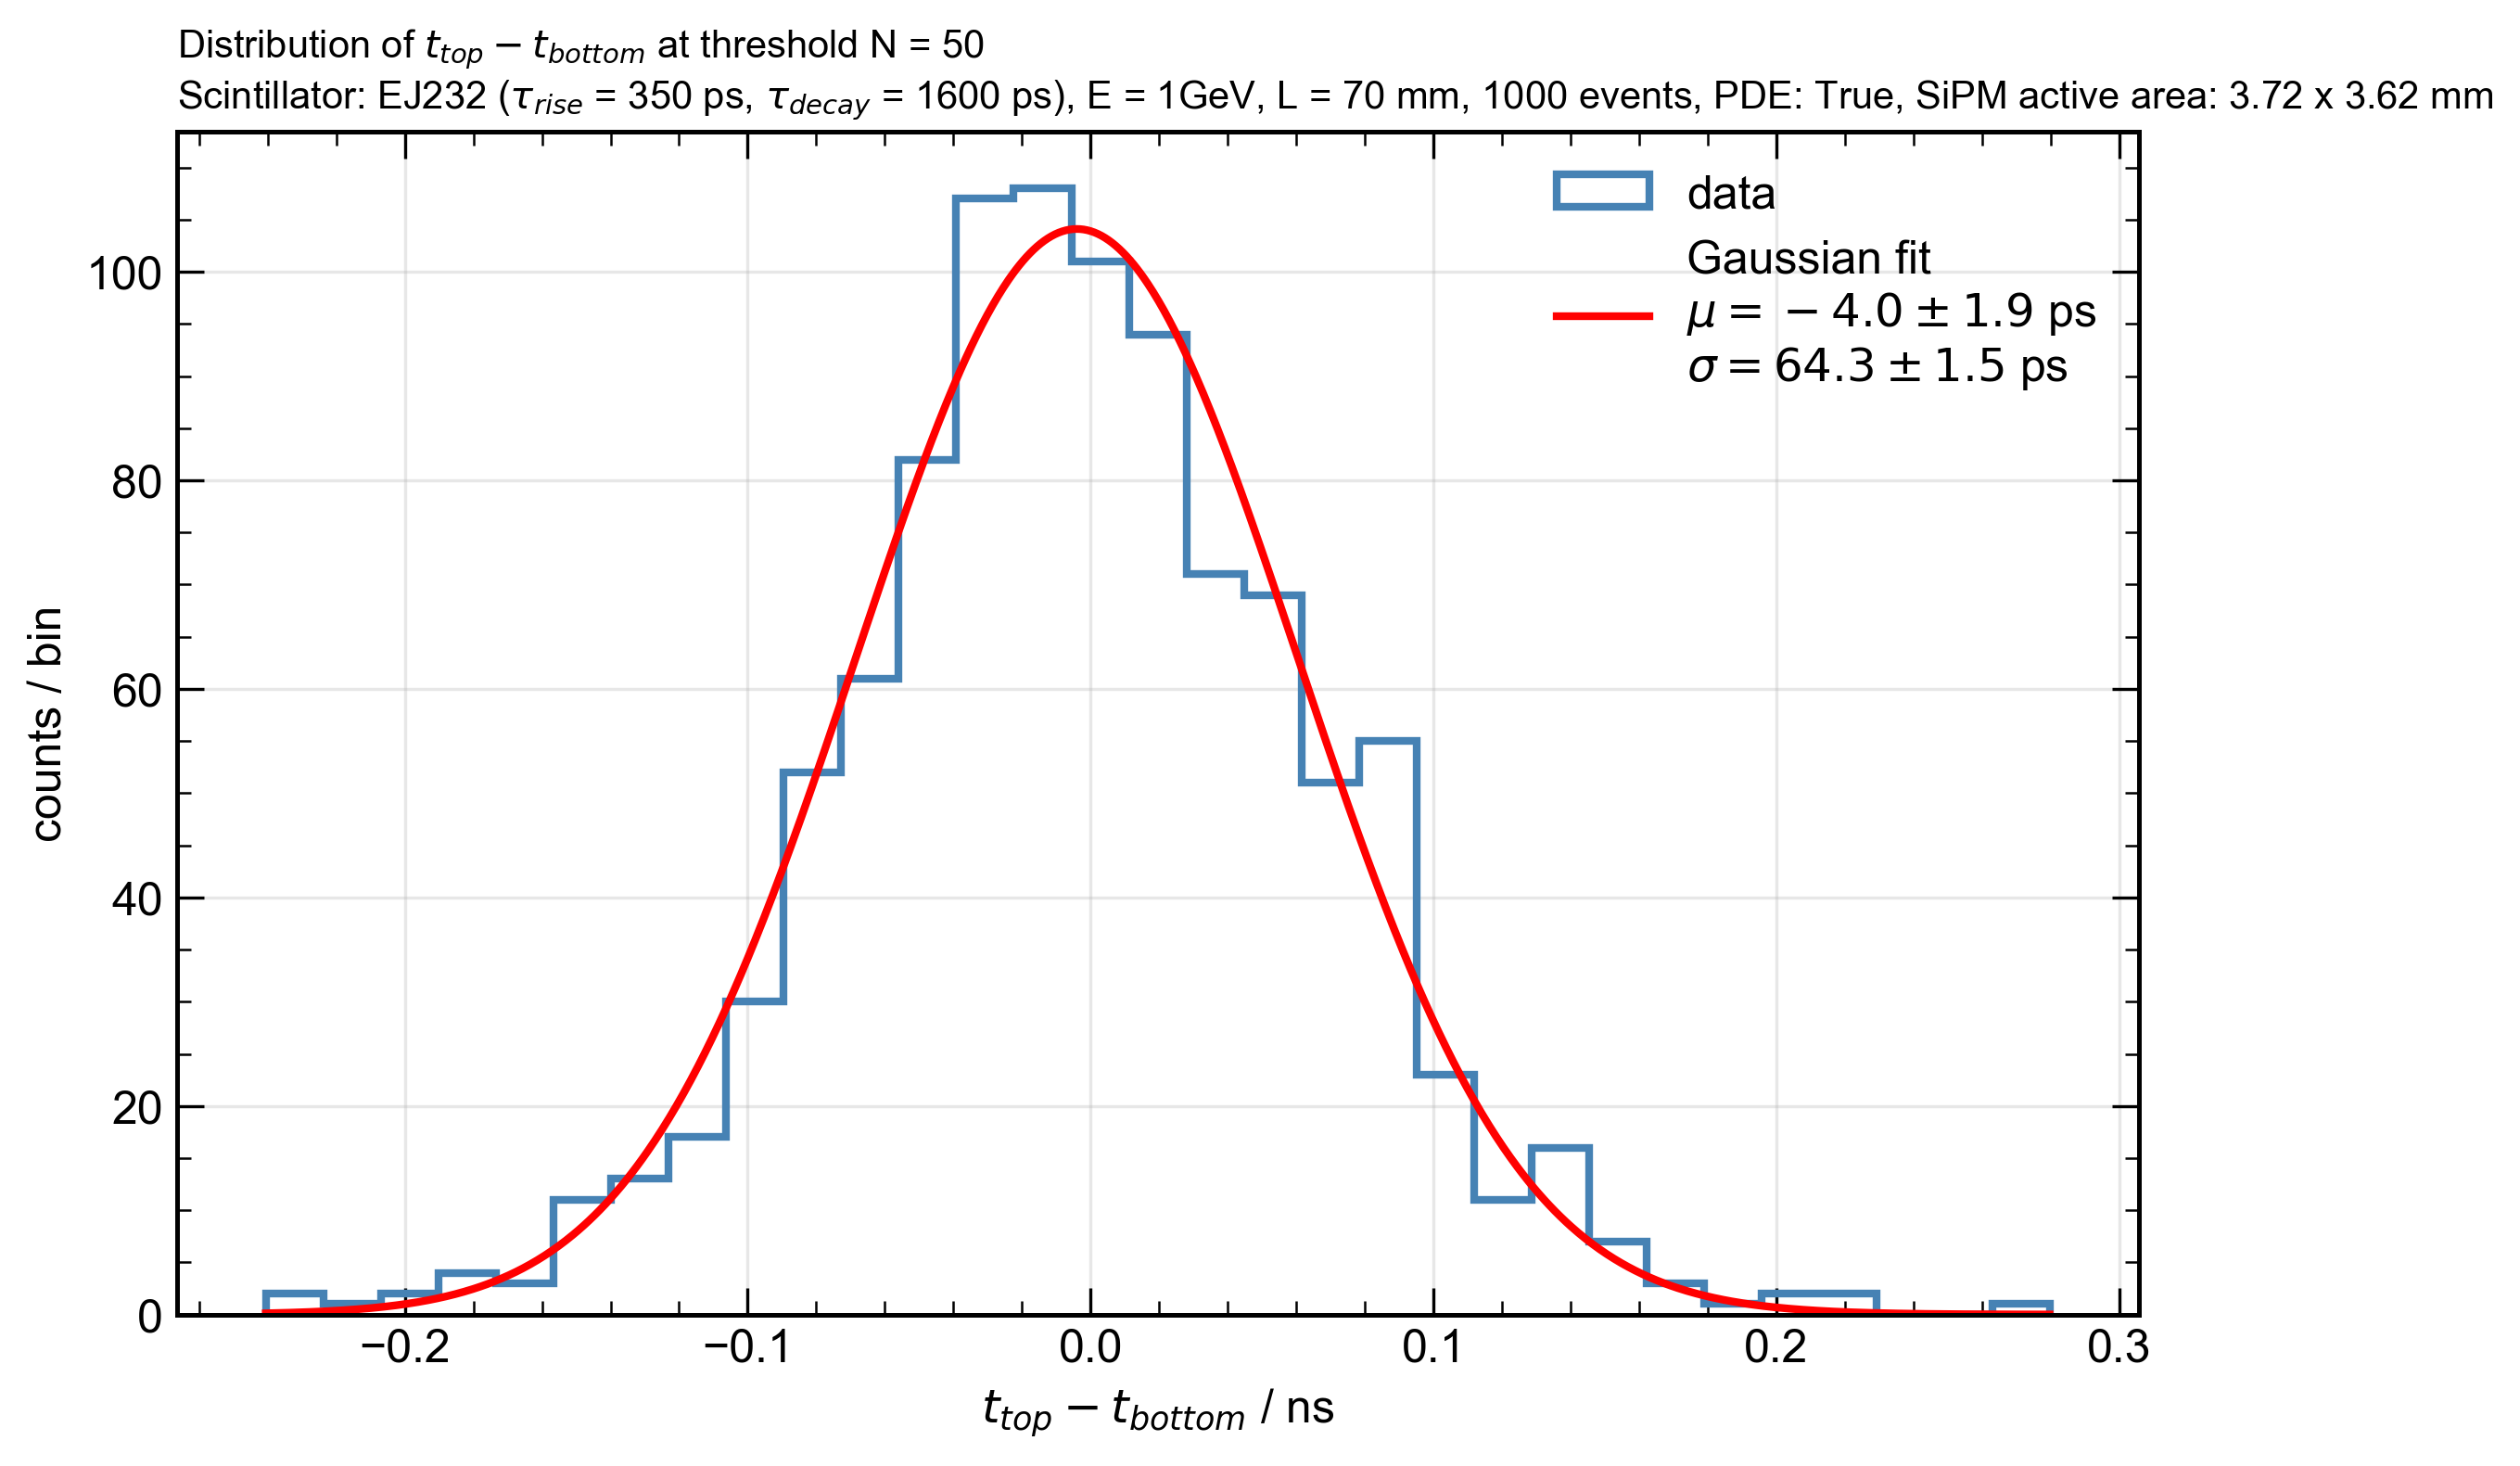 Distribution of t_top − t_bottom at threshold N = 50
Scintillator: EJ232 (τ_rise = 350 ps, τ_decay = 1600 ps), E = 1GeV, L = 70 mm, 1000 events, PDE: True, SiPM active area: 3.72 x 3.62 mm
data
Gaussian fit
μ = −4.0 ± 1.9 ps
σ = 64.3 ± 1.5 ps
counts / bin
100
80
60
40
20
0
−0.2
−0.1
0.0
0.1
0.2
0.3
t_top − t_bottom / ns